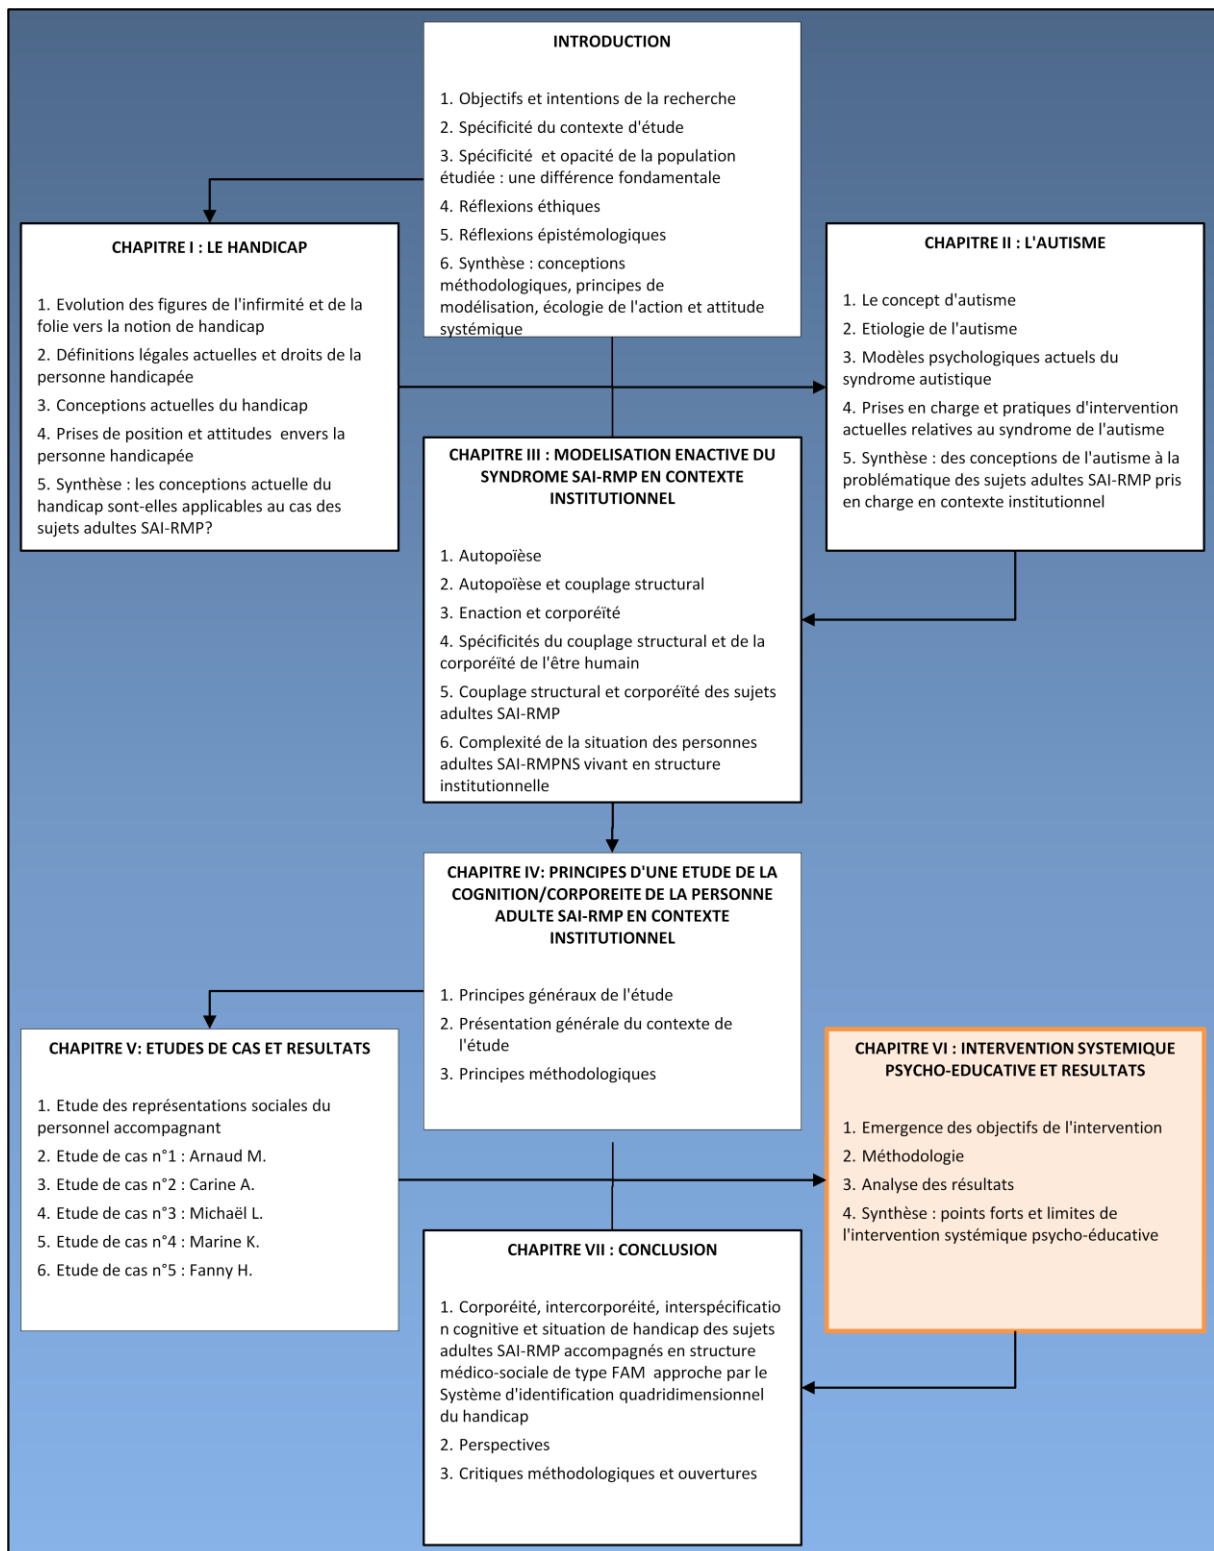 INTRODUCTION
1. Objectifs et intentions de la recherche
2. Spécificité du contexte d'étude
3. Spécificité  et opacité de la population
étudiée : une différence fondamentale
4. Réflexions éthiques
5. Réflexions épistémologiques
6. Synthèse : conceptions
méthodologiques, principes de
modélisation, écologie de l'action et attitude
systémique
CHAPITRE I : LE HANDICAP
1. Evolution des figures de l'infirmité et de la
folie vers la notion de handicap
2. Définitions légales actuelles et droits de la
personne handicapée
3. Conceptions actuelles du handicap
4. Prises de position et attitudes  envers la
personne handicapée
5. Synthèse : les conceptions actuelle du
handicap sont-elles applicables au cas des
sujets adultes SAI-RMP?
CHAPITRE II : L'AUTISME
1. Le concept d'autisme
2. Etiologie de l'autisme
3. Modèles psychologiques actuels du
syndrome autistique
4. Prises en charge et pratiques d'intervention
actuelles relatives au syndrome de l'autisme
5. Synthèse : des conceptions de l'autisme à la
problématique des sujets adultes SAI-RMP pris
en charge en contexte institutionnel
CHAPITRE III : MODELISATION ENACTIVE DU
SYNDROME SAI-RMP EN CONTEXTE
INSTITUTIONNEL
1. Autopoïèse
2. Autopoïèse et couplage structural
3. Enaction et corporéïté
4. Spécificités du couplage structural et de la
corporéïté de l'être humain
5. Couplage structural et corporéïté des sujets
adultes SAI-RMP
6. Complexité de la situation des personnes
adultes SAI-RMPNS vivant en structure
institutionnelle
CHAPITRE IV: PRINCIPES D'UNE ETUDE DE LA
COGNITION/CORPOREITE DE LA PERSONNE
ADULTE SAI-RMP EN CONTEXTE
INSTITUTIONNEL
1. Principes généraux de l'étude
2. Présentation générale du contexte de
l'étude
3. Principes méthodologiques
CHAPITRE V: ETUDES DE CAS ET RESULTATS
1. Etude des représentations sociales du
personnel accompagnant
2. Etude de cas n°1 : Arnaud M.
3. Etude de cas n°2 : Carine A.
4. Etude de cas n°3 : Michaël L.
5. Etude de cas n°4 : Marine K.
6. Etude de cas n°5 : Fanny H.
CHAPITRE VI : INTERVENTION SYSTEMIQUE
PSYCHO-EDUCATIVE ET RESULTATS
1. Emergence des objectifs de l'intervention
2. Méthodologie
3. Analyse des résultats
4. Synthèse : points forts et limites de
l'intervention systémique psycho-éducative
CHAPITRE VII : CONCLUSION
1. Corporéité, intercorporéité, interspécificatio
n cognitive et situation de handicap des sujets
adultes SAI-RMP accompagnés en structure
médico-sociale de type FAM  approche par le
Système d'identification quadridimensionnel
du handicap
2. Perspectives
3. Critiques méthodologiques et ouvertures